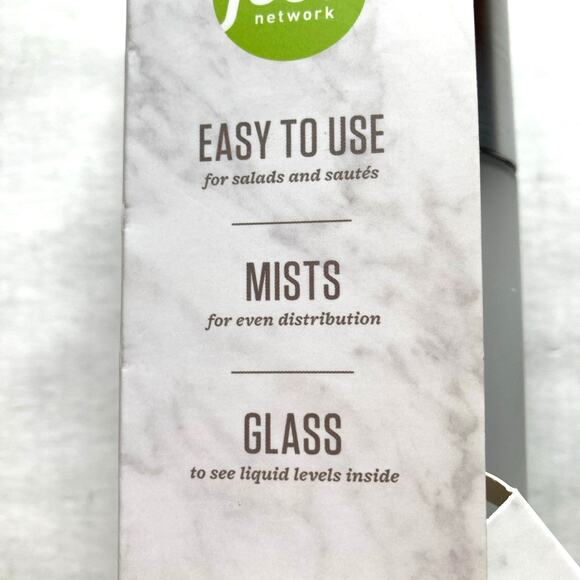 network
EASY TO USE
for salads and sautés
MISTS
for even distribution
GLASS
to see liquid levels inside